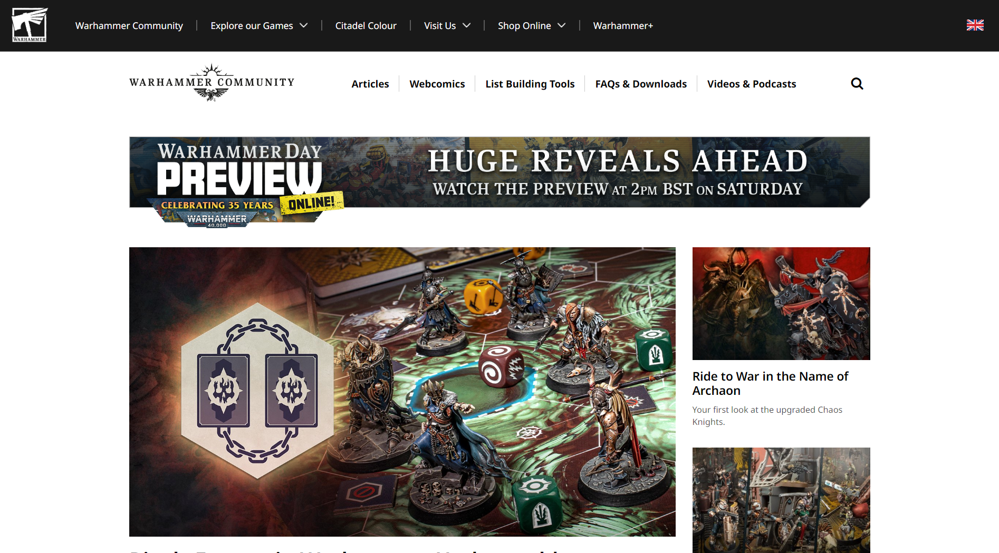 WARHAMMER
Warhammer Community
Explore our Games
Citadel Colour
Visit Us
Shop Online
Warhammer+
WARHAMMER COMMUNITY
Articles
Webcomics
List Building Tools
FAQs & Downloads
Videos & Podcasts
WARHAMMER DAY
PREVIEW
ONLINE!
CELEBRATING 35 YEARS
WARHAMMER
40,000
HUGE REVEALS AHEAD
WATCH THE PREVIEW AT 2PM BST ON SATURDAY
Ride to War in the Name of
Archaon
Your first look at the upgraded Chaos
Knights.